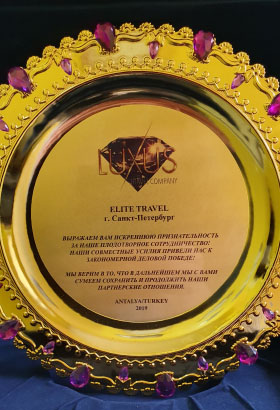 LUXUS
COMPANY
ELITE TRAVEL
г. Санкт-Петербург
ВЫРАЖАЕМ ВАМ ИСКРЕННЮЮ ПРИЗНАТЕЛЬНОСТЬ
ЗА НАШЕ ПЛОДОТВОРНОЕ СОТРУДНИЧЕСТВО!
НАШИ СОВМЕСТНЫЕ УСИЛИЯ ПРИВЕЛИ НАС К
ЗАКОНОМЕРНОЙ ДЕЛОВОЙ ПОБЕДЕ!
МЫ ВЕРИМ В ТО, ЧТО В ДАЛЬНЕЙШЕМ МЫ С ВАМИ
СУМЕЕМ СОХРАНИТЬ И ПРОДОЛЖИТЬ НАШИ
ПАРТНЕРСКИЕ ОТНОШЕНИЯ.
ANTALYA/TURKEY
2019